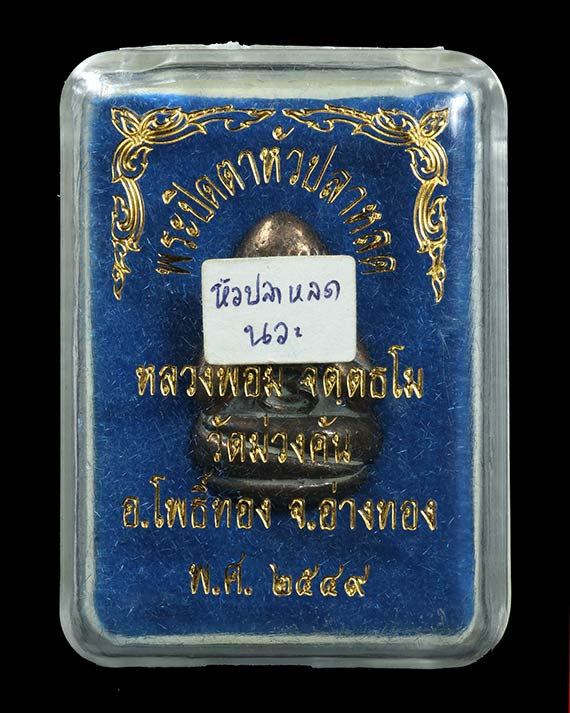 พระปิดตาหัวปลาหลด
หัวปลาหลด
นวะ
หลวงพ่อมี จตฺตธโม
วัดม่วงคัน
อ.โพธิ์ทอง จ.อ่างทอง
พ.ศ. ๒๕๔๙